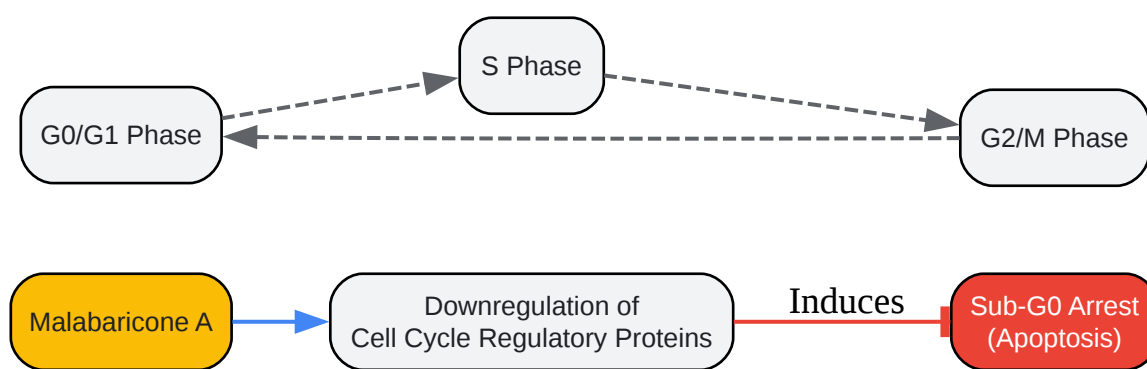 S Phase
G0/G1 Phase
G2/M Phase
Malabaricone A
Downregulation of
Cell Cycle Regulatory Proteins
Induces
Sub-G0 Arrest
(Apoptosis)